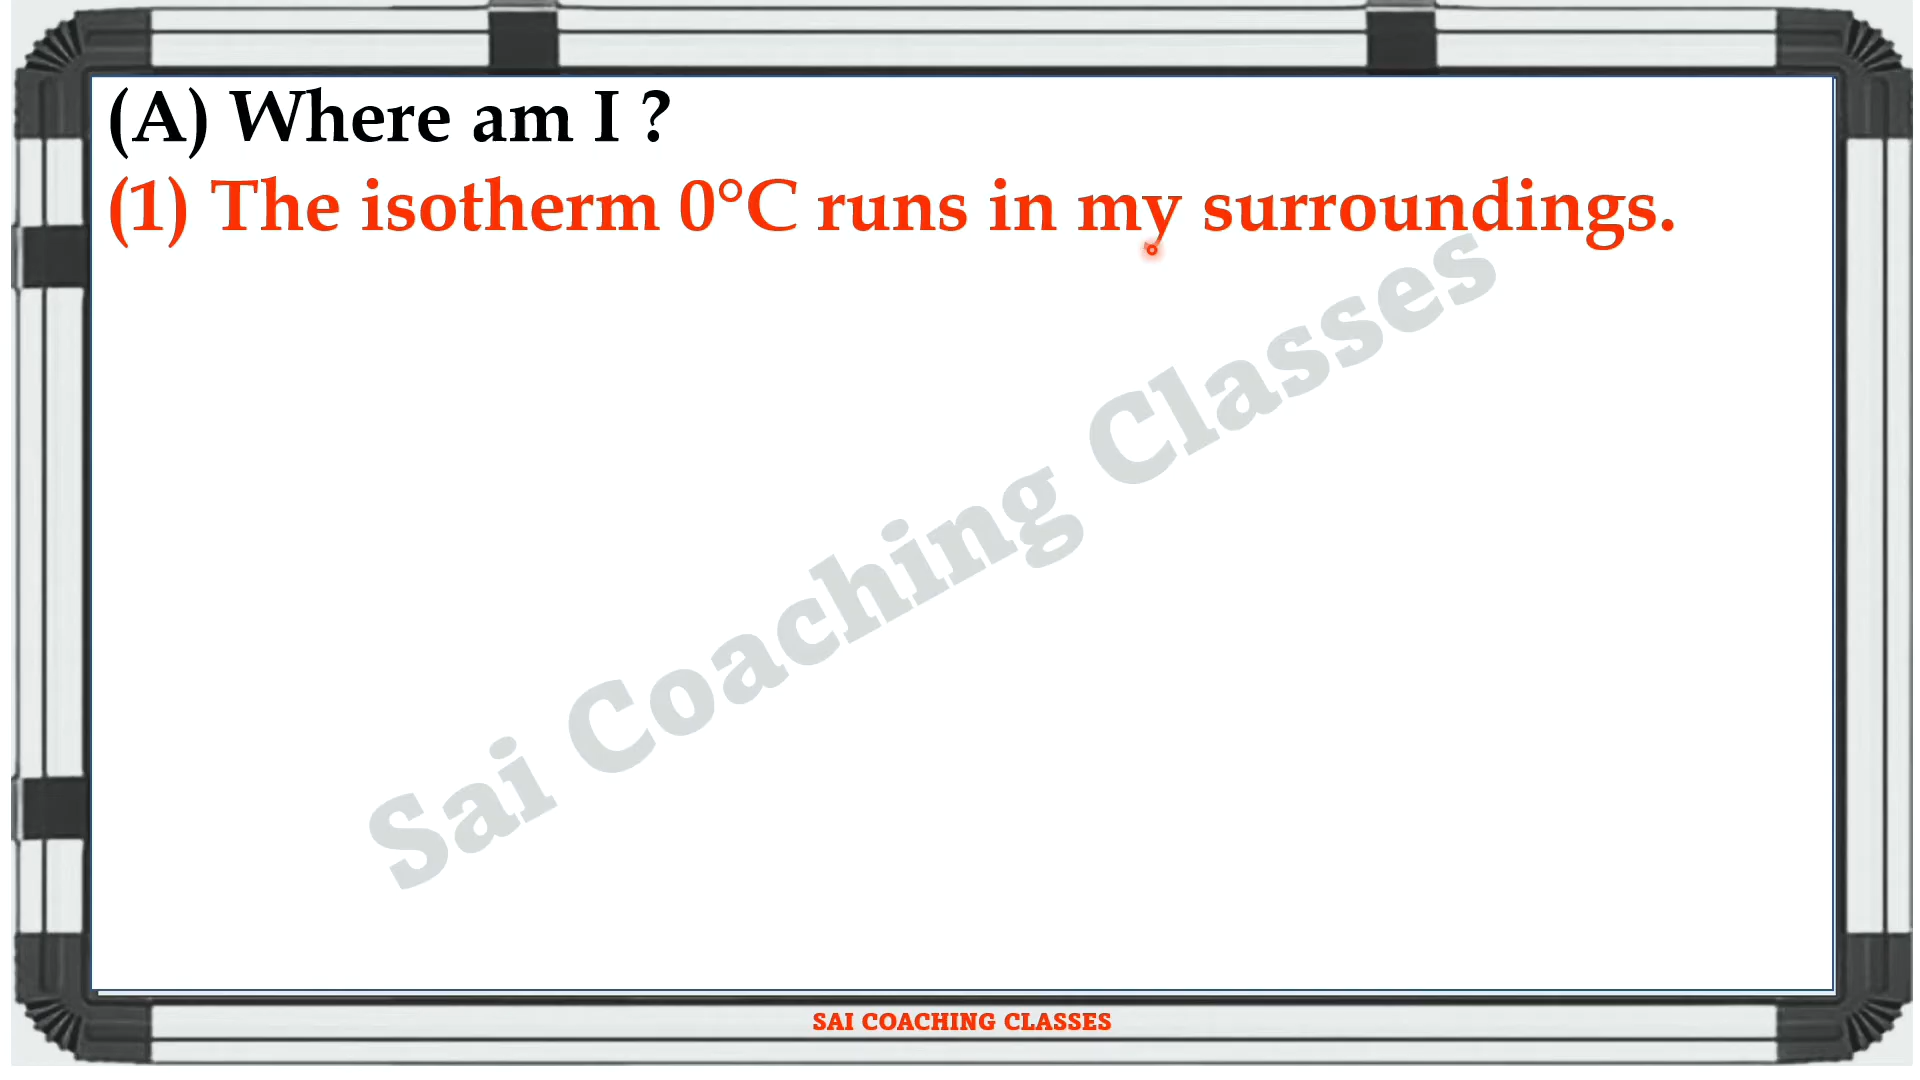 (A) Where am I ?
(1) The isotherm 0°C runs in my surroundings.
Sai Coaching Classes
SAI COACHING CLASSES